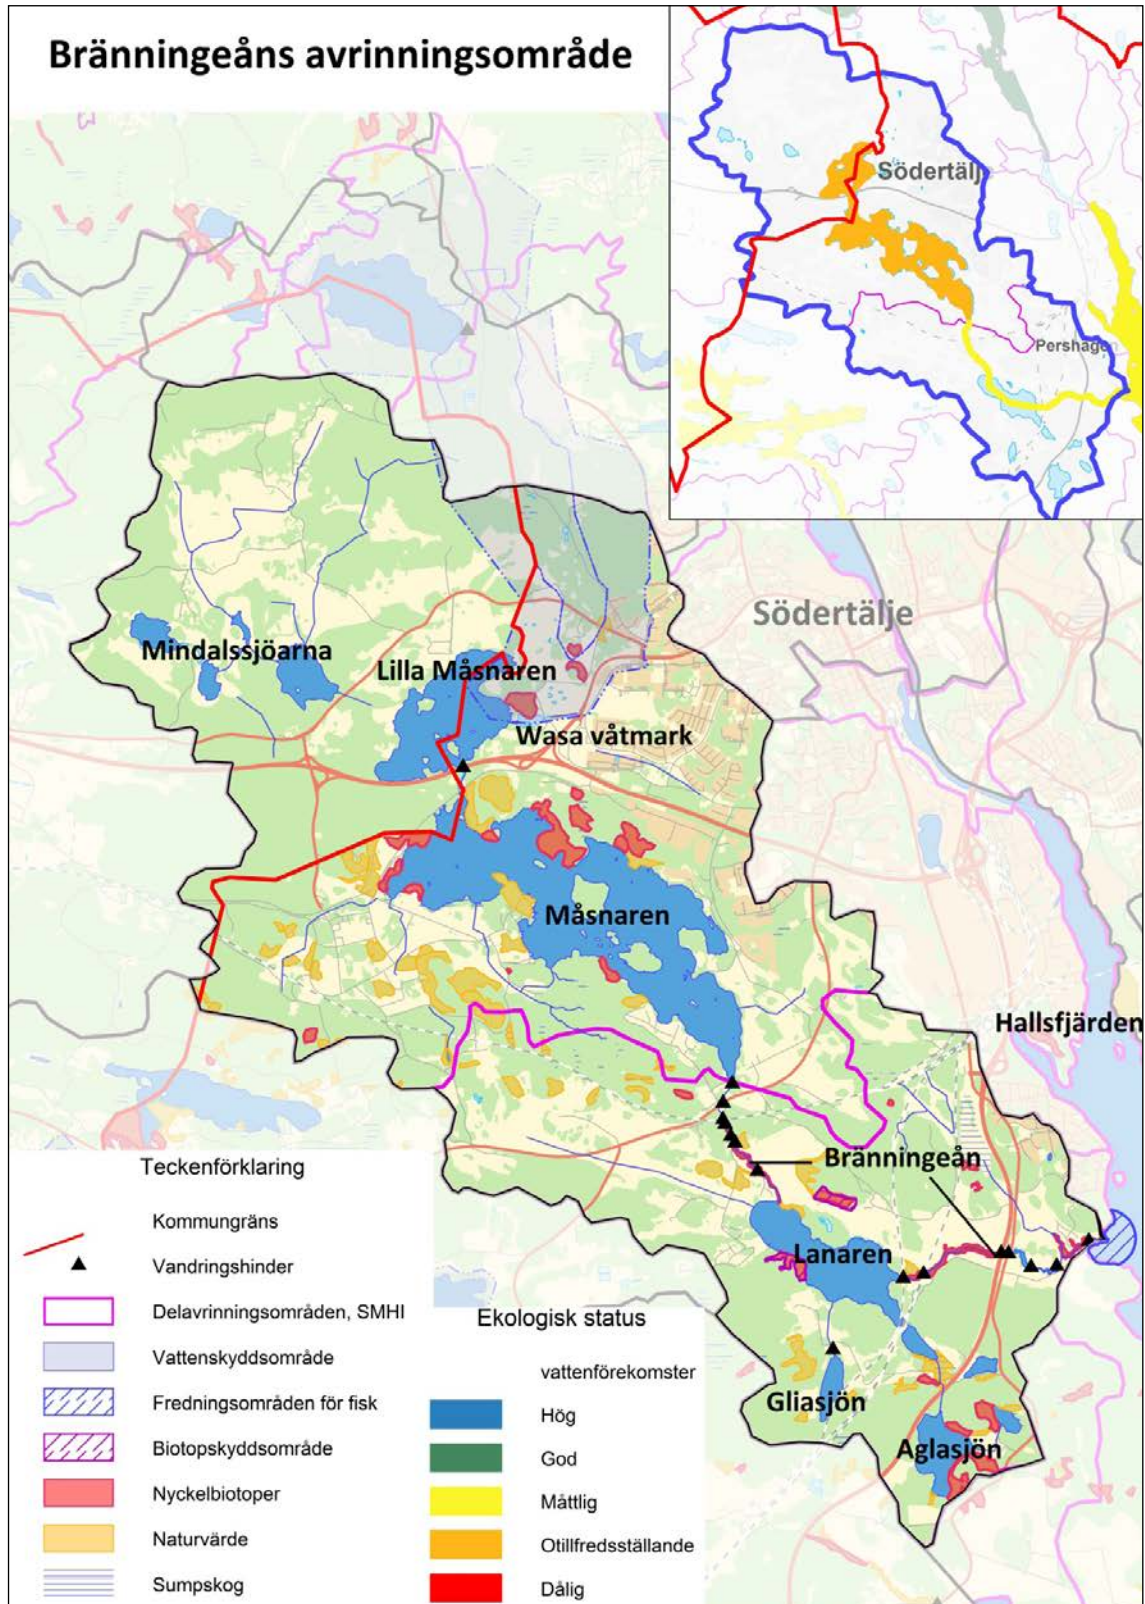 Bränningeåns avrinningsområde
Södertälj
Pershagen
Södertälje
Mindalssjöarna
Lilla Måsnaren
Wasa våtmark
Måsnaren
Hallsfjärden
Bränningeån
Lanaren
Gliasjön
Aglasjön
Teckenförklaring
Kommungräns
Vandringshinder
Delavrinningsområden, SMHI
Vattenskyddsområde
Fredningsområden för fisk
Biotopskyddsområde
Nyckelbiotoper
Naturvärde
Sumpskog
Ekologisk status
vattenförekomster
Hög
God
Måttlig
Otillfredsställande
Dålig